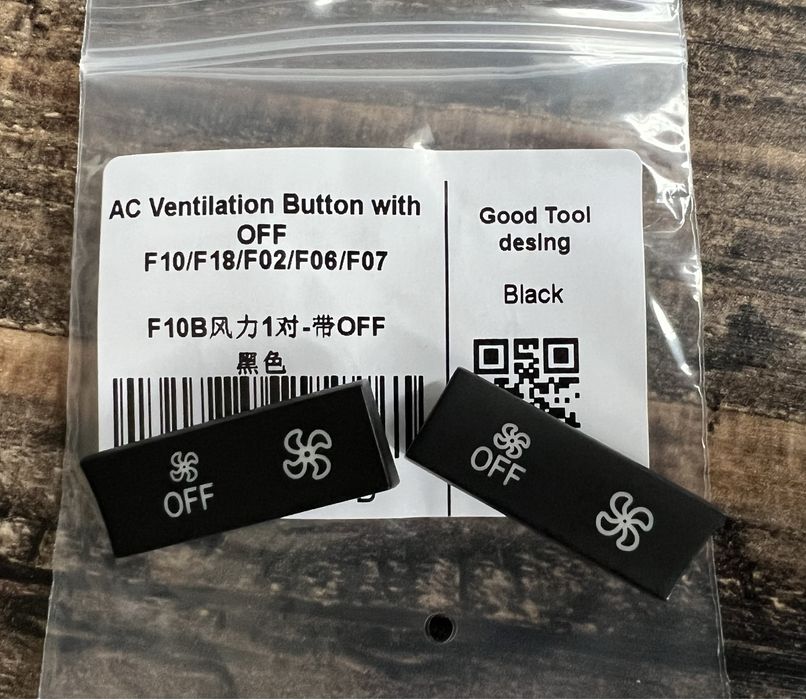 AC Ventilation Button with
OFF
F10/F18/F02/F06/F07
F10B风力1对-带OFF
黑色
Good Tool
desing
Black
OFF
OFF